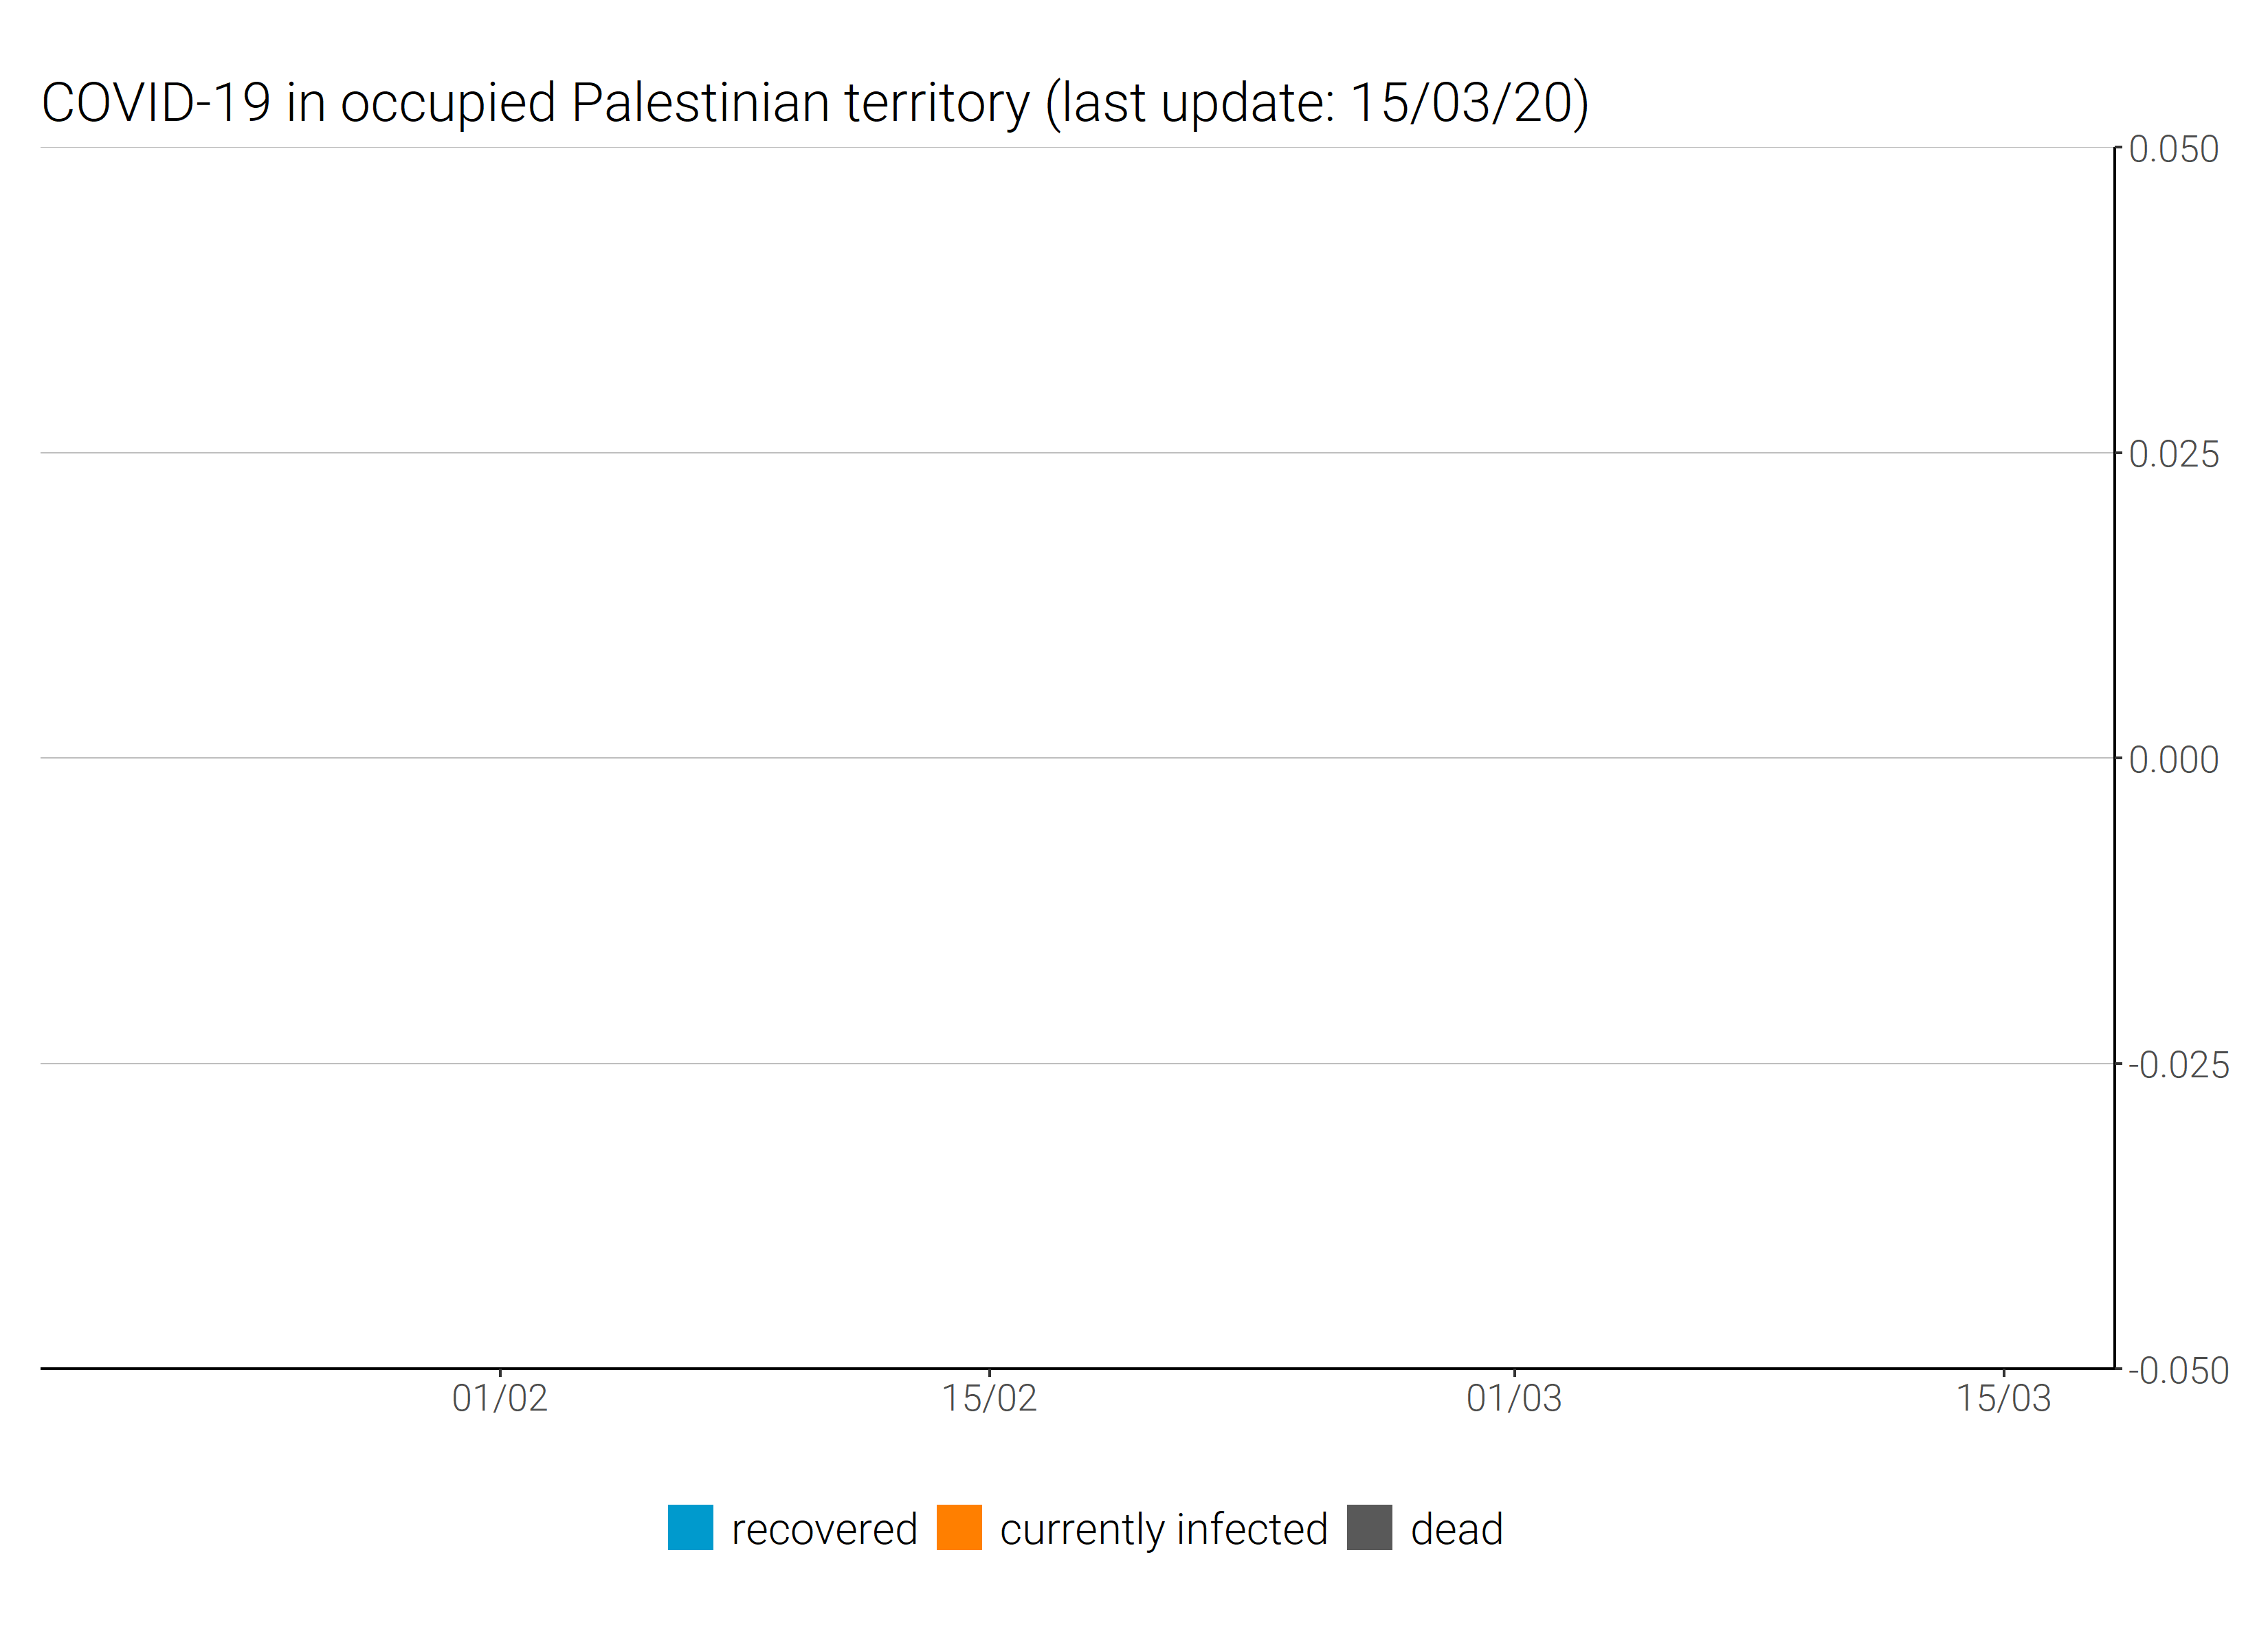 COVID-19 in occupied Palestinian territory (last update: 15/03/20)
0.050
0.025
0.000
-0.025
-0.050
01/02 15/02 01/03 15/03
recovered currently infected dead